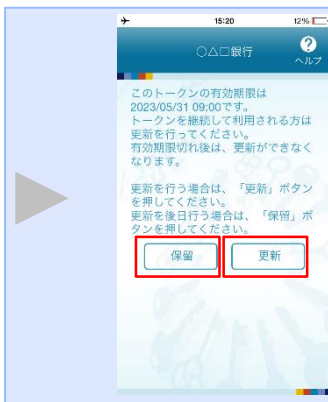 15:20
12%
○△□銀行
?
ヘルプ
このトークンの有効期限は
2023/05/31 09:00です。
トークンを継続して利用される方は
更新を行ってください。
有効期限切れ後は、更新ができなく
なります。
更新を行う場合は、「更新」ボタン
を押してください。
更新を後日行う場合は、「保留」ボ
タンを押してください。
保留
更新